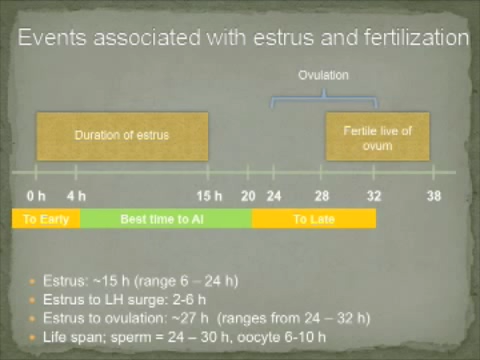 Events associated with estrus and fertilization
Ovulation
Duration of estrus
Fertile live of
ovum
0 h 4 h 15 h 20 24 28 32 38
To Early Best time to AI To Late
Estrus: ~15 h (range 6 – 24 h)
Estrus to LH surge: 2-6 h
Estrus to ovulation: ~27 h (ranges from 24 – 32 h)
Life span; sperm = 24 – 30 h, oocyte 6-10 h